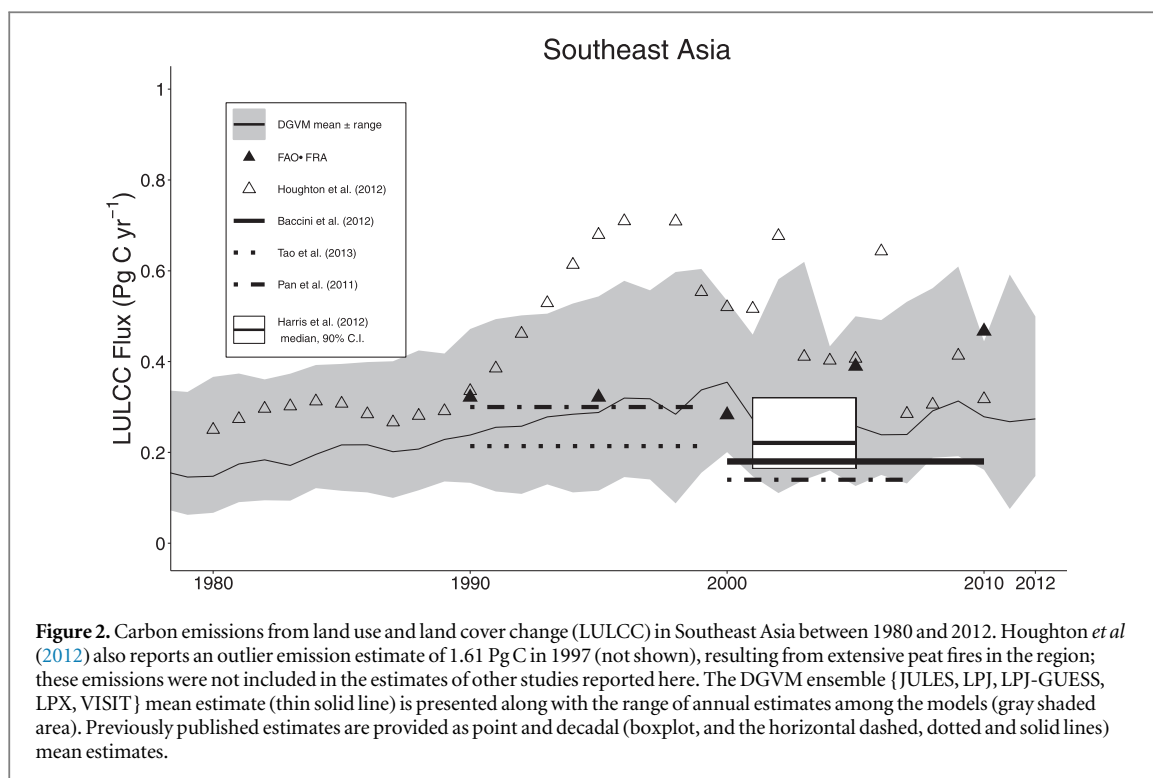 Southeast Asia
LULCC Flux (Pg C yr⁻¹)
1
0.8
0.6
0.4
0.2
0
DGVM mean ± range
FAO• FRA
Houghton et al. (2012)
Baccini et al. (2012)
Tao et al. (2013)
Pan et al. (2011)
Harris et al. (2012)
median, 90% C.I.
1980
1990
2000
2010
2012
Figure 2. Carbon emissions from land use and land cover change (LULCC) in Southeast Asia between 1980 and 2012. Houghton et al
(2012) also reports an outlier emission estimate of 1.61 Pg C in 1997 (not shown), resulting from extensive peat fires in the region;
these emissions were not included in the estimates of other studies reported here. The DGVM ensemble {JULES, LPJ, LPJ-GUESS,
LPX, VISIT} mean estimate (thin solid line) is presented along with the range of annual estimates among the models (gray shaded
area). Previously published estimates are provided as point and decadal (boxplot, and the horizontal dashed, dotted and solid lines)
mean estimates.